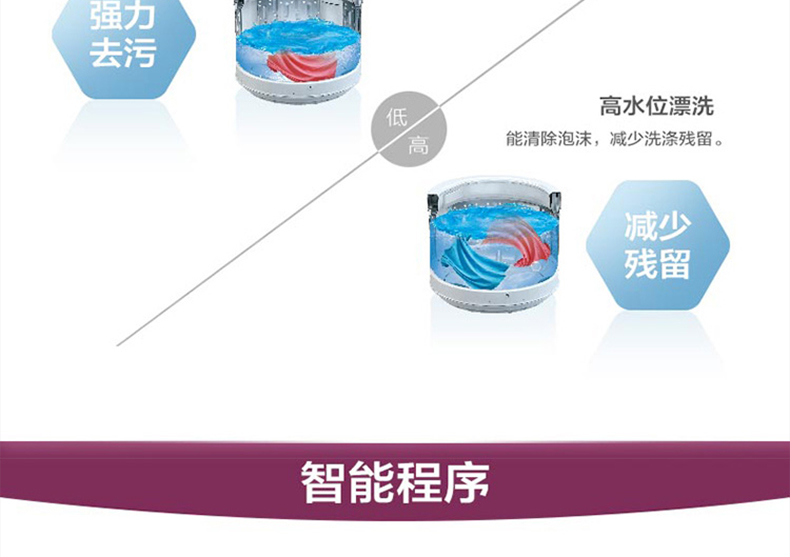 强力
去污
低
高
高水位漂洗
能清除泡沫，减少洗涤残留。
减少
残留
智能程序